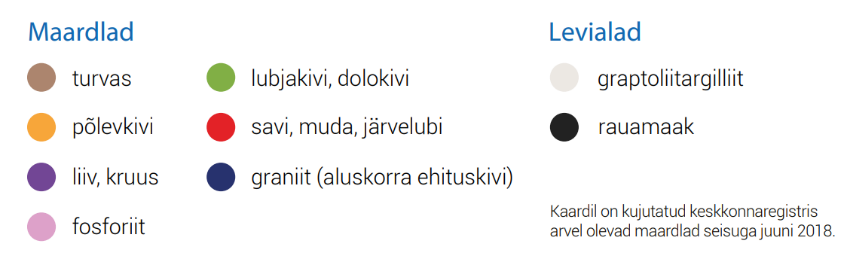 Maardlad
turvas
põlevkivi
liiv, kruus
fosforiit
lubjakivi, dolokivi
savi, muda, järvelubi
graniit (aluskorra ehituskivi)
Levialad
graptoliitargilliit
rauamaak
Kaardil on kujutatud keskkonnaregistris
arvel olevad maardlad seisuga juuni 2018.